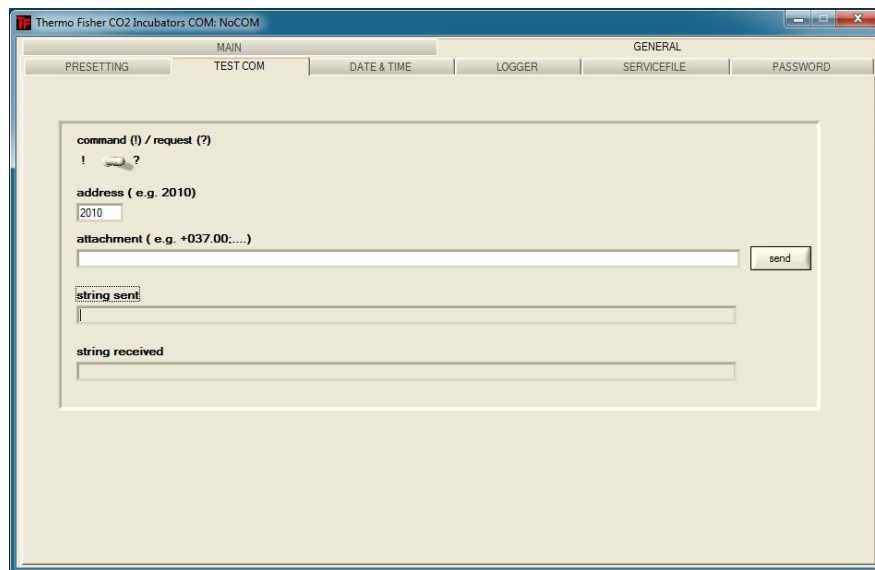 TF Thermo Fisher CO2 Incubators COM: NoCOM
MAIN GENERAL
PRESETTING TEST COM DATE & TIME LOGGER SERVICEFILE PASSWORD
command (!) / request (?)
! ?
address ( e.g. 2010)
2010
attachment ( e.g. +037.00;....)
send
string sent
string received